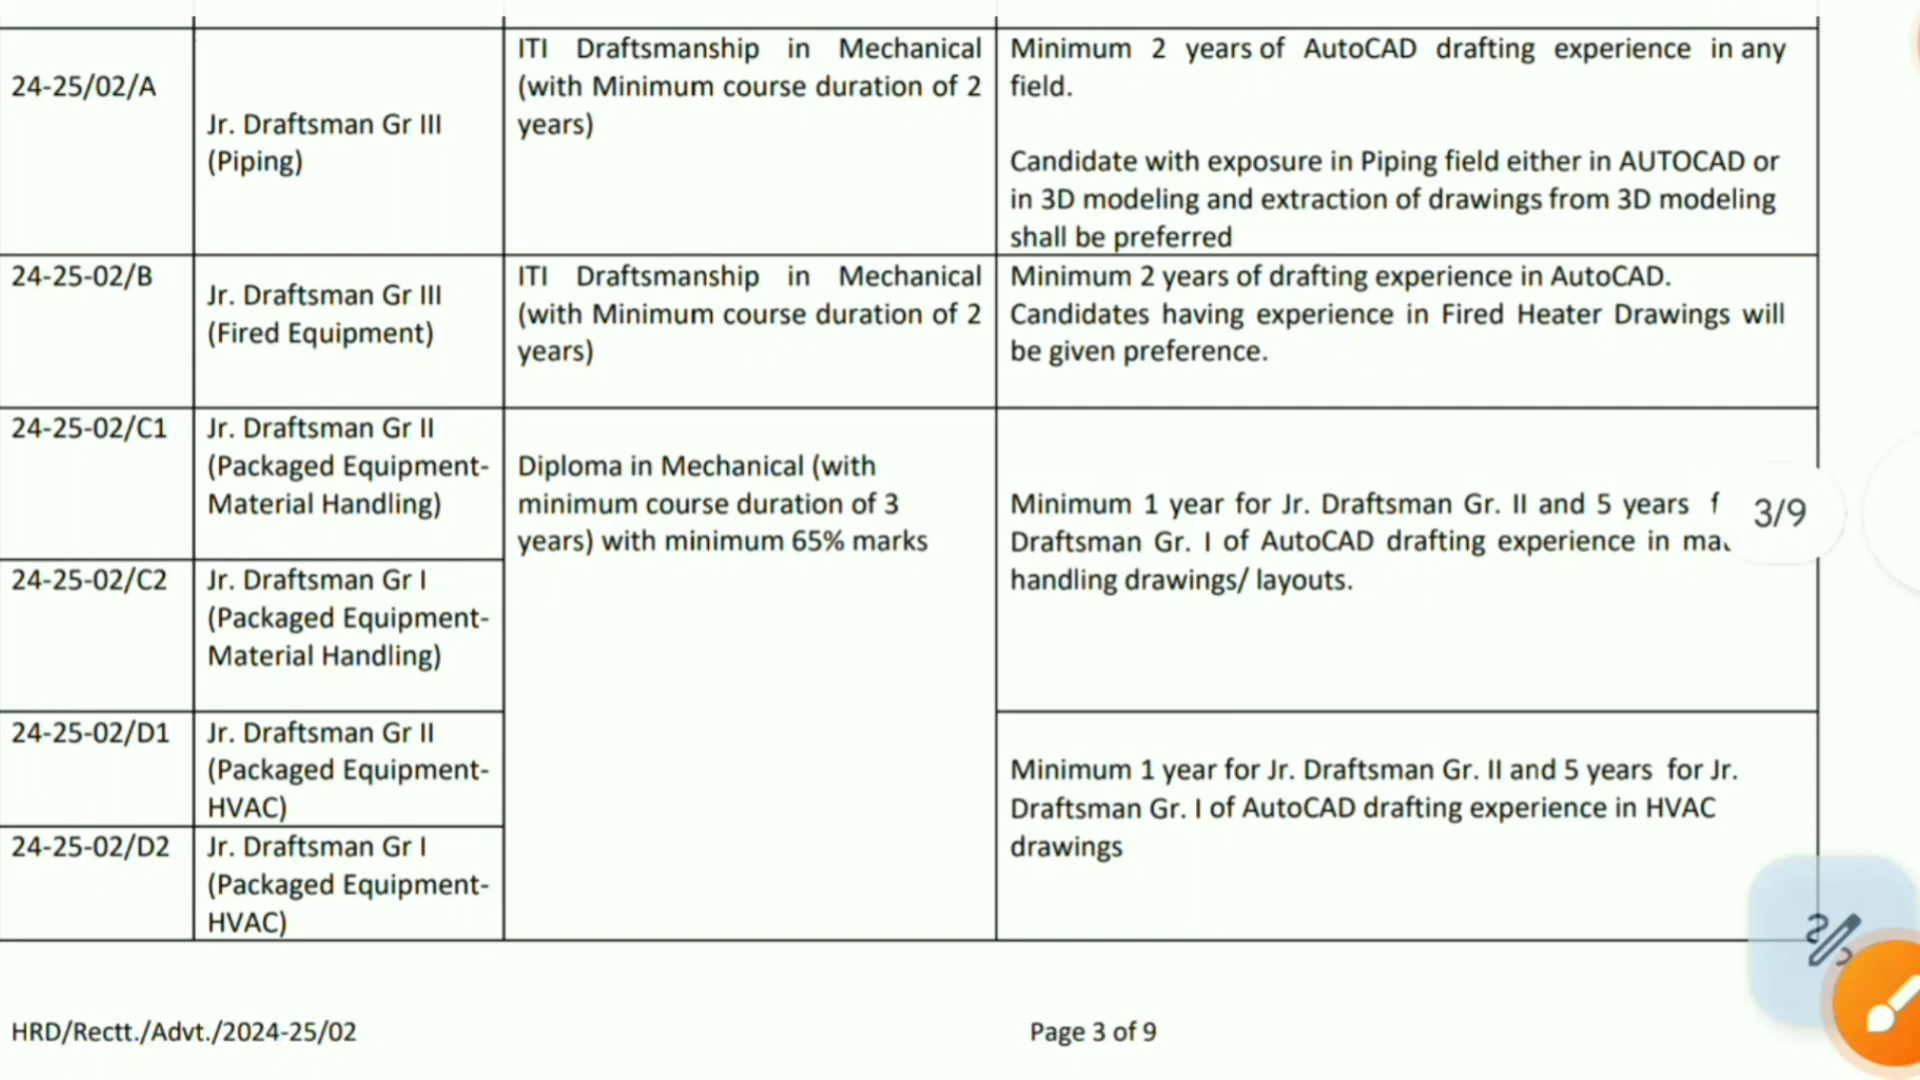 24-25/02/A
Jr. Draftsman Gr III
(Piping)
ITI Draftsmanship in Mechanical
(with Minimum course duration of 2
years)
Minimum 2 years of AutoCAD drafting experience in any
field.
Candidate with exposure in Piping field either in AUTOCAD or
in 3D modeling and extraction of drawings from 3D modeling
shall be preferred
24-25-02/B
Jr. Draftsman Gr III
(Fired Equipment)
ITI Draftsmanship in Mechanical
(with Minimum course duration of 2
years)
Minimum 2 years of drafting experience in AutoCAD.
Candidates having experience in Fired Heater Drawings will
be given preference.
24-25-02/C1
Jr. Draftsman Gr II
(Packaged Equipment-
Material Handling)
Diploma in Mechanical (with
minimum course duration of 3
years) with minimum 65% marks
Minimum 1 year for Jr. Draftsman Gr. II and 5 years
Draftsman Gr. I of AutoCAD drafting experience in
handling drawings/ layouts.
3/9
24-25-02/C2
Jr. Draftsman Gr I
(Packaged Equipment-
Material Handling)
24-25-02/D1
Jr. Draftsman Gr II
(Packaged Equipment-
HVAC)
Minimum 1 year for Jr. Draftsman Gr. II and 5 years for Jr.
Draftsman Gr. I of AutoCAD drafting experience in HVAC
drawings
24-25-02/D2
Jr. Draftsman Gr I
(Packaged Equipment-
HVAC)
HRD/Rectt./Advt./2024-25/02
Page 3 of 9